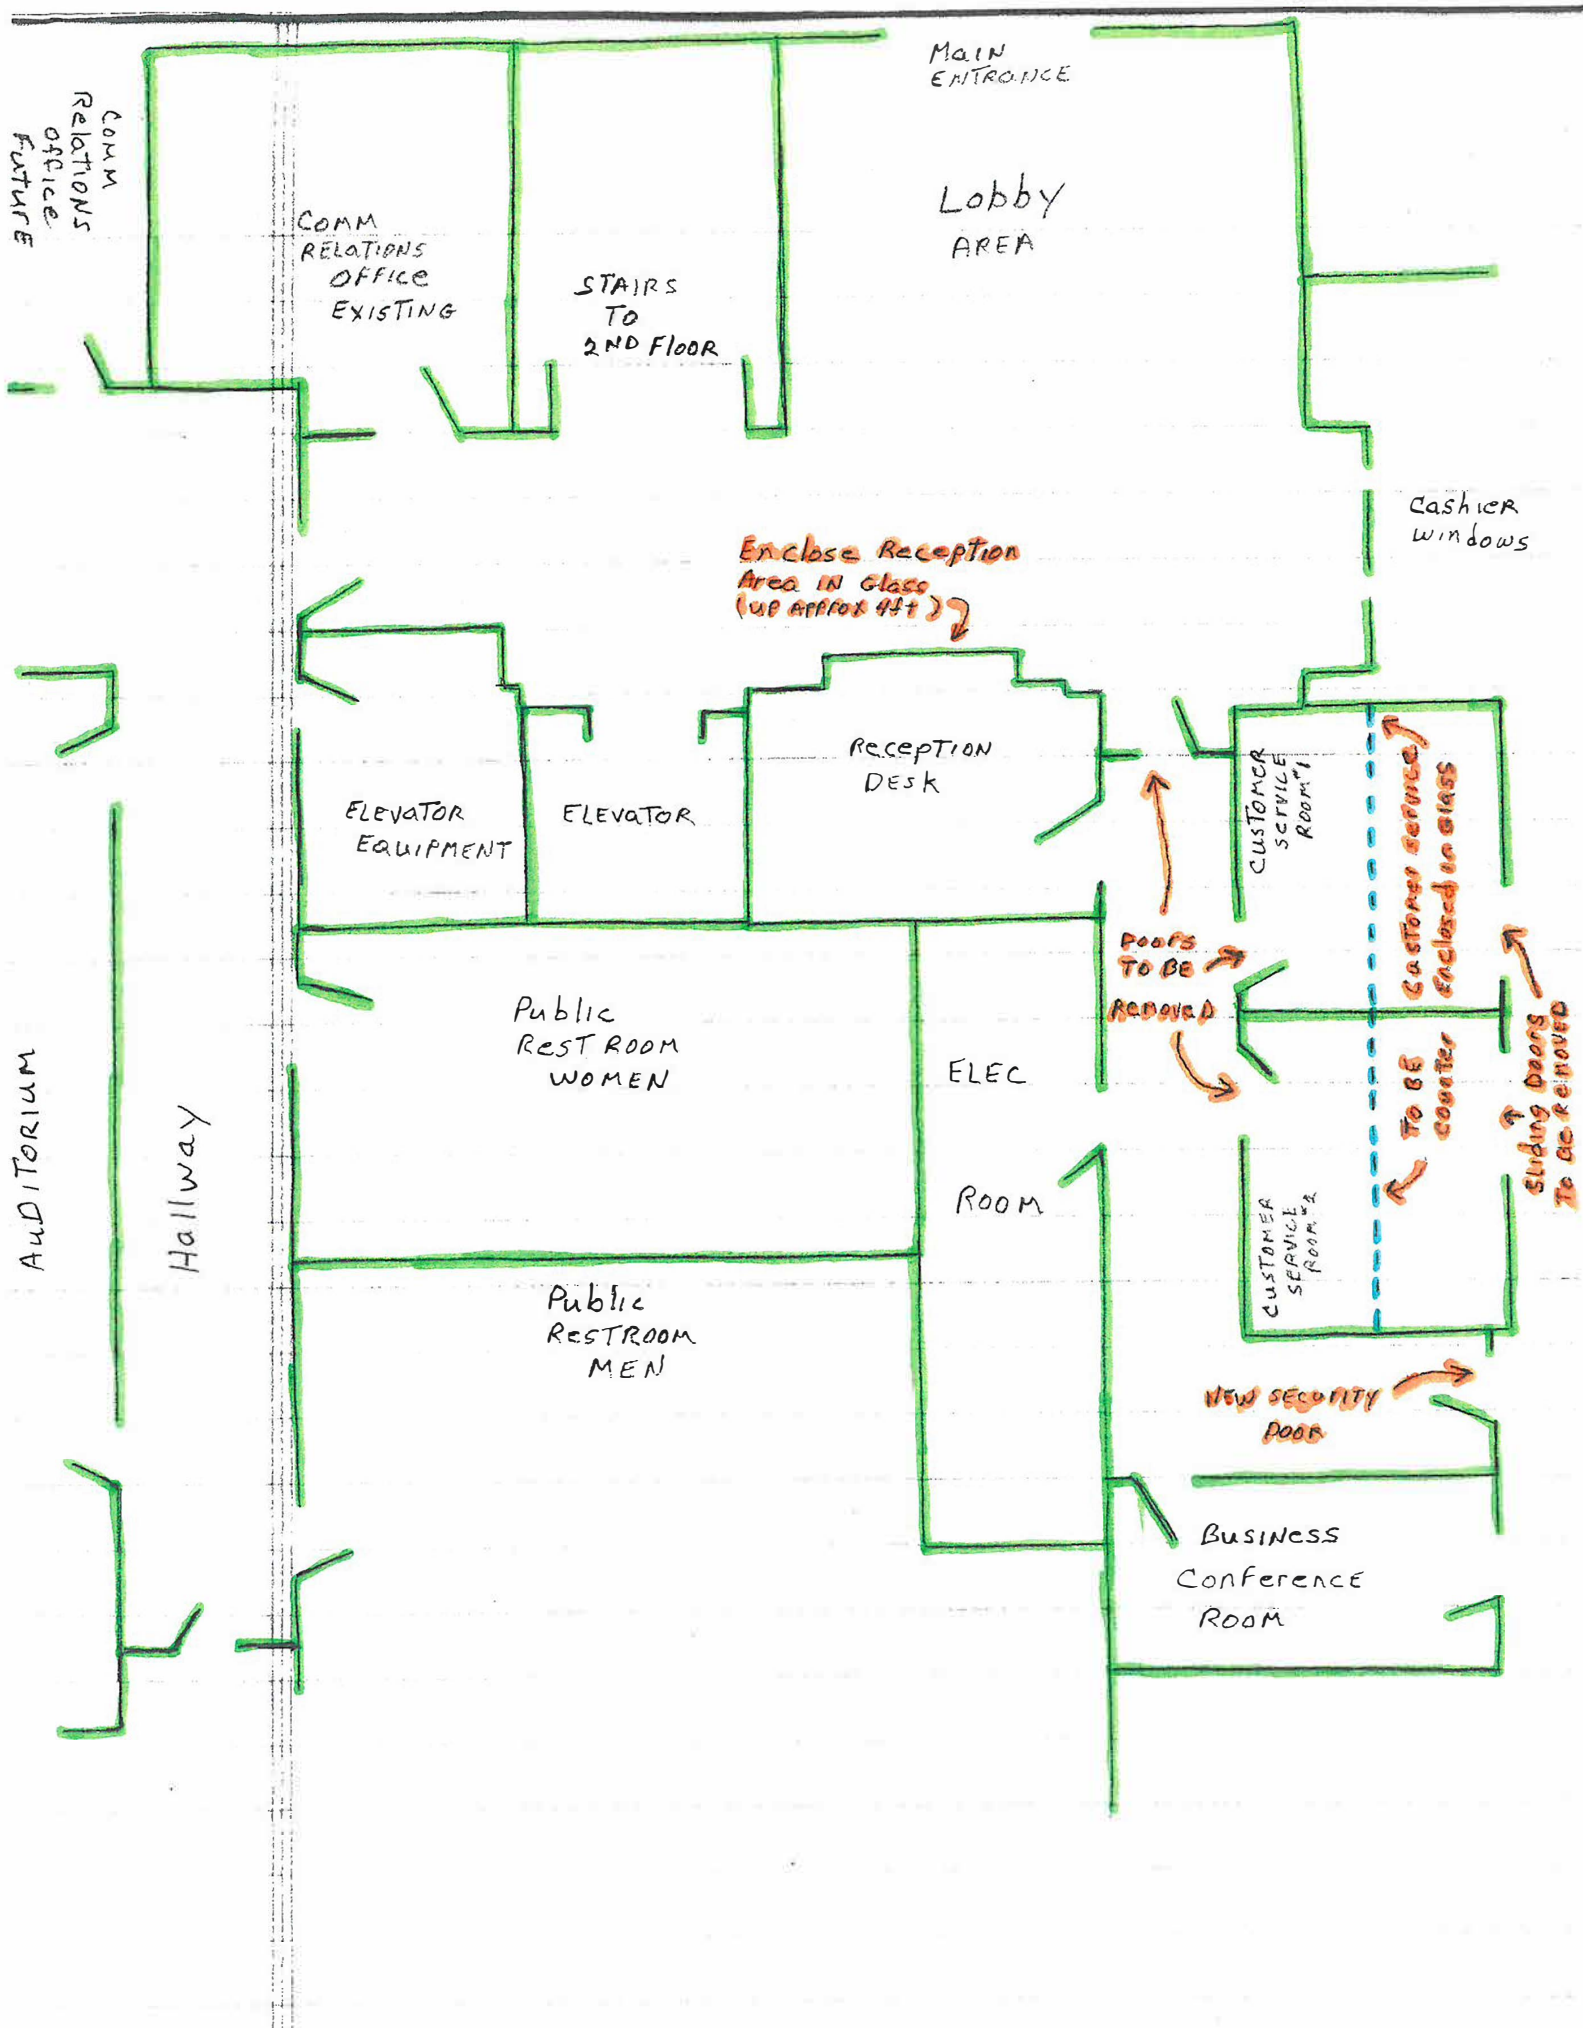 MAIN
ENTRANCE
COMM
RELATIONS
OFFICE
FUTURE
Lobby
AREA
COMM
RELATIONS
OFFICE
EXISTING
STAIRS
TO
2ND FLOOR
Cashier
windows
Enclose Reception
Area IN Glass
(UP APPROX 4ft)
RECEPTION
DESK
ELEVATOR
EQUIPMENT
ELEVATOR
CUSTOMER
SERVICE
ROOM #1
CUSTOMER SERVICE
COUNTER TO BE
Enclosed in Glass
DOORS
TO BE
REMOVED
Sliding Doors
To Be Removed
Public
REST ROOM
WOMEN
ELEC
ROOM
AUDITORIUM
Hallway
CUSTOMER
SERVICE
ROOM #2
Public
RESTROOM
MEN
NEW SECURITY
DOOR
BUSINESS
CONFERENCE
ROOM